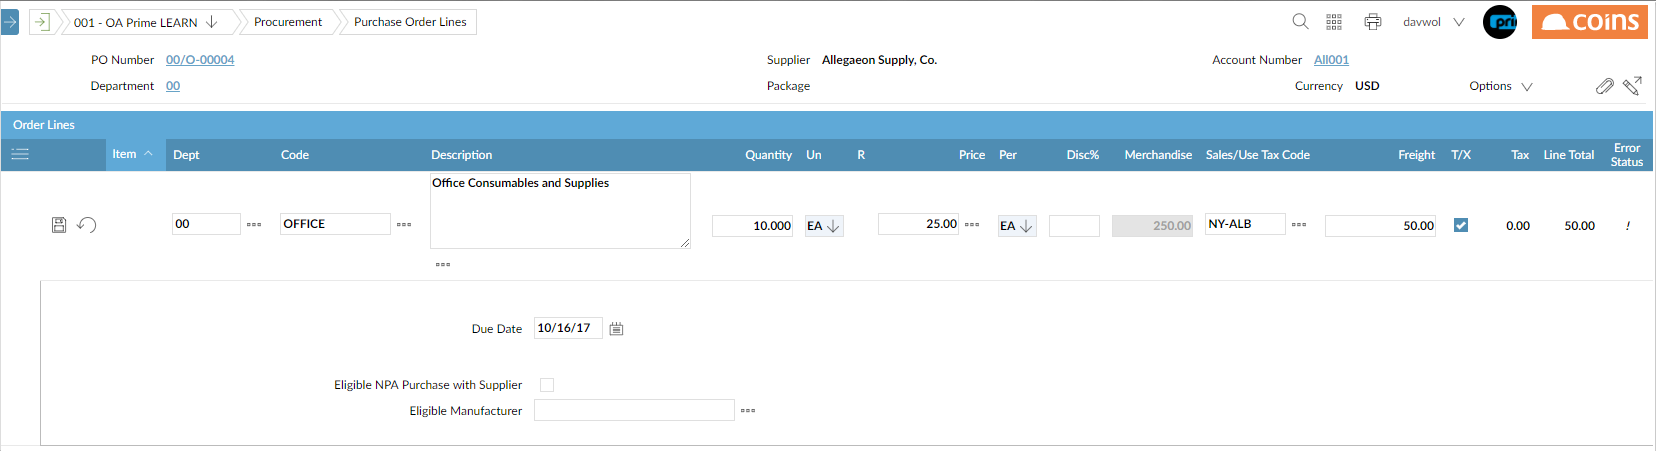 001 - OA Prime LEARN
Procurement
Purchase Order Lines
davwol
pri
coins
PO Number 00/O-00004
Supplier Allegaeon Supply, Co.
Account Number All001
Department 00
Package
Currency USD
Options
Order Lines
Item Dept Code Description Quantity Un R Price Per Disc% Merchandise Sales/Use Tax Code Freight T/X Tax Line Total Error Status
00 OFFICE Office Consumables and Supplies 10.000 EA 25.00 EA 250.00 NY-ALB 50.00 0.00 50.00 !
Due Date 10/16/17
Eligible NPA Purchase with Supplier
Eligible Manufacturer